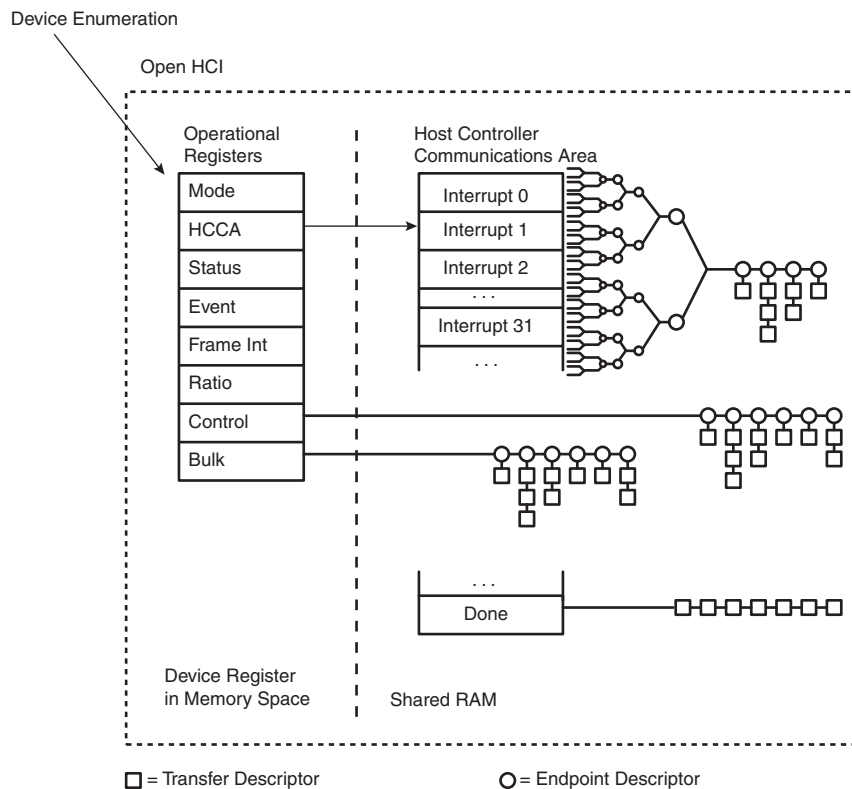 Device Enumeration
Open HCI
Operational
Registers
Mode
HCCA
Status
Event
Frame Int
Ratio
Control
Bulk
Device Register
in Memory Space
Host Controller
Communications Area
Interrupt 0
Interrupt 1
Interrupt 2
. . .
Interrupt 31
. . .
. . .
Done
Shared RAM
= Transfer Descriptor
= Endpoint Descriptor